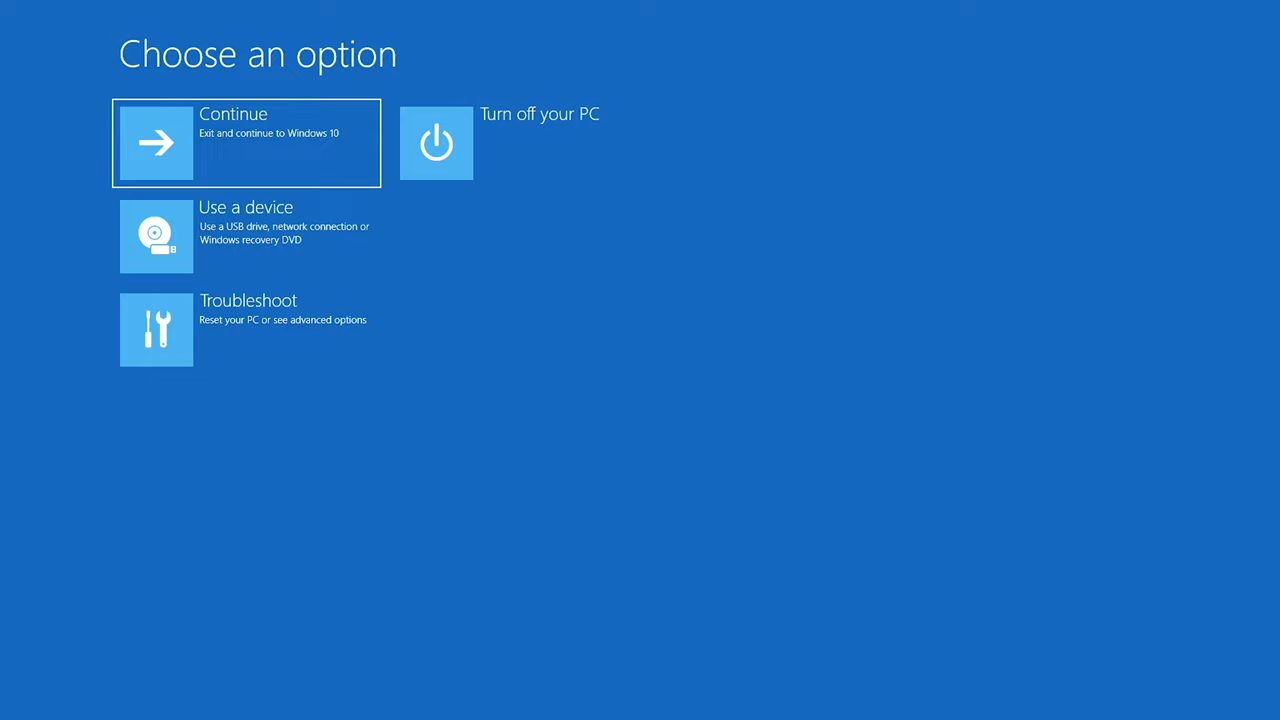 Choose an option
Continue
Exit and continue to Windows 10
Turn off your PC
Use a device
Use a USB drive, network connection or
Windows recovery DVD
Troubleshoot
Reset your PC or see advanced options